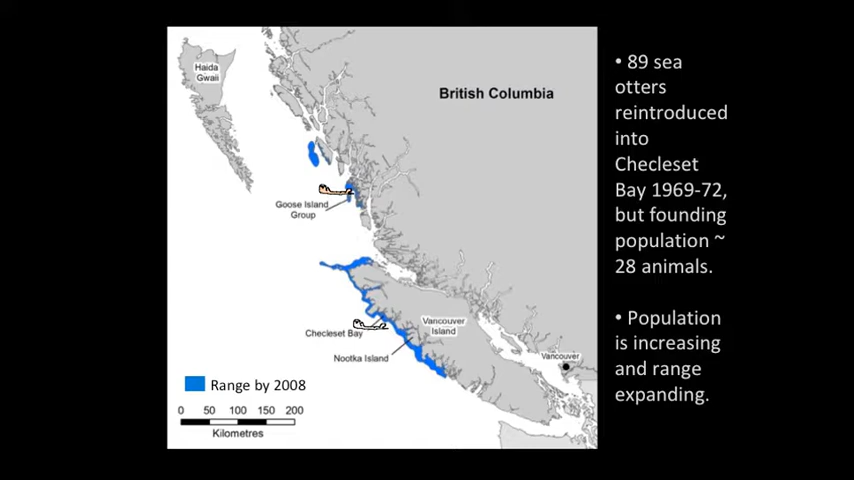 Haida
Gwaii
British Columbia
Goose Island
Group
Checleset Bay
Vancouver
Island
Nootka Island
Vancouver
Range by 2008
0 50 100 150 200
Kilometres
• 89 sea
otters
reintroduced
into
Checleset
Bay 1969-72,
but founding
population ~
28 animals.
• Population
is increasing
and range
expanding.